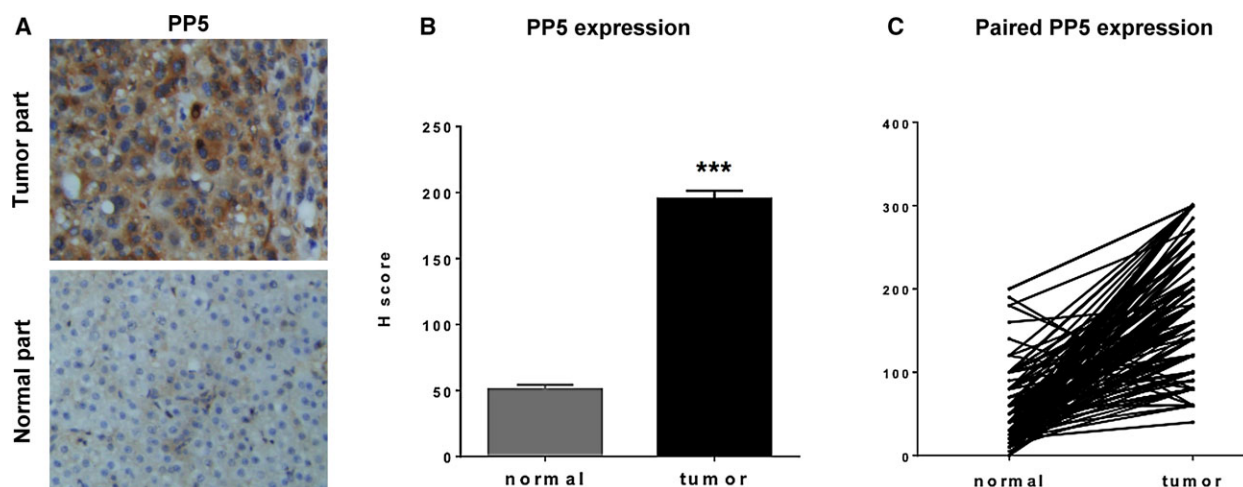 A
PP5
Tumor part
Normal part
B
PP5 expression
H score
250
200
150
100
50
0
***
normal
tumor
C
Paired PP5 expression
400
300
200
100
0
normal
tumor